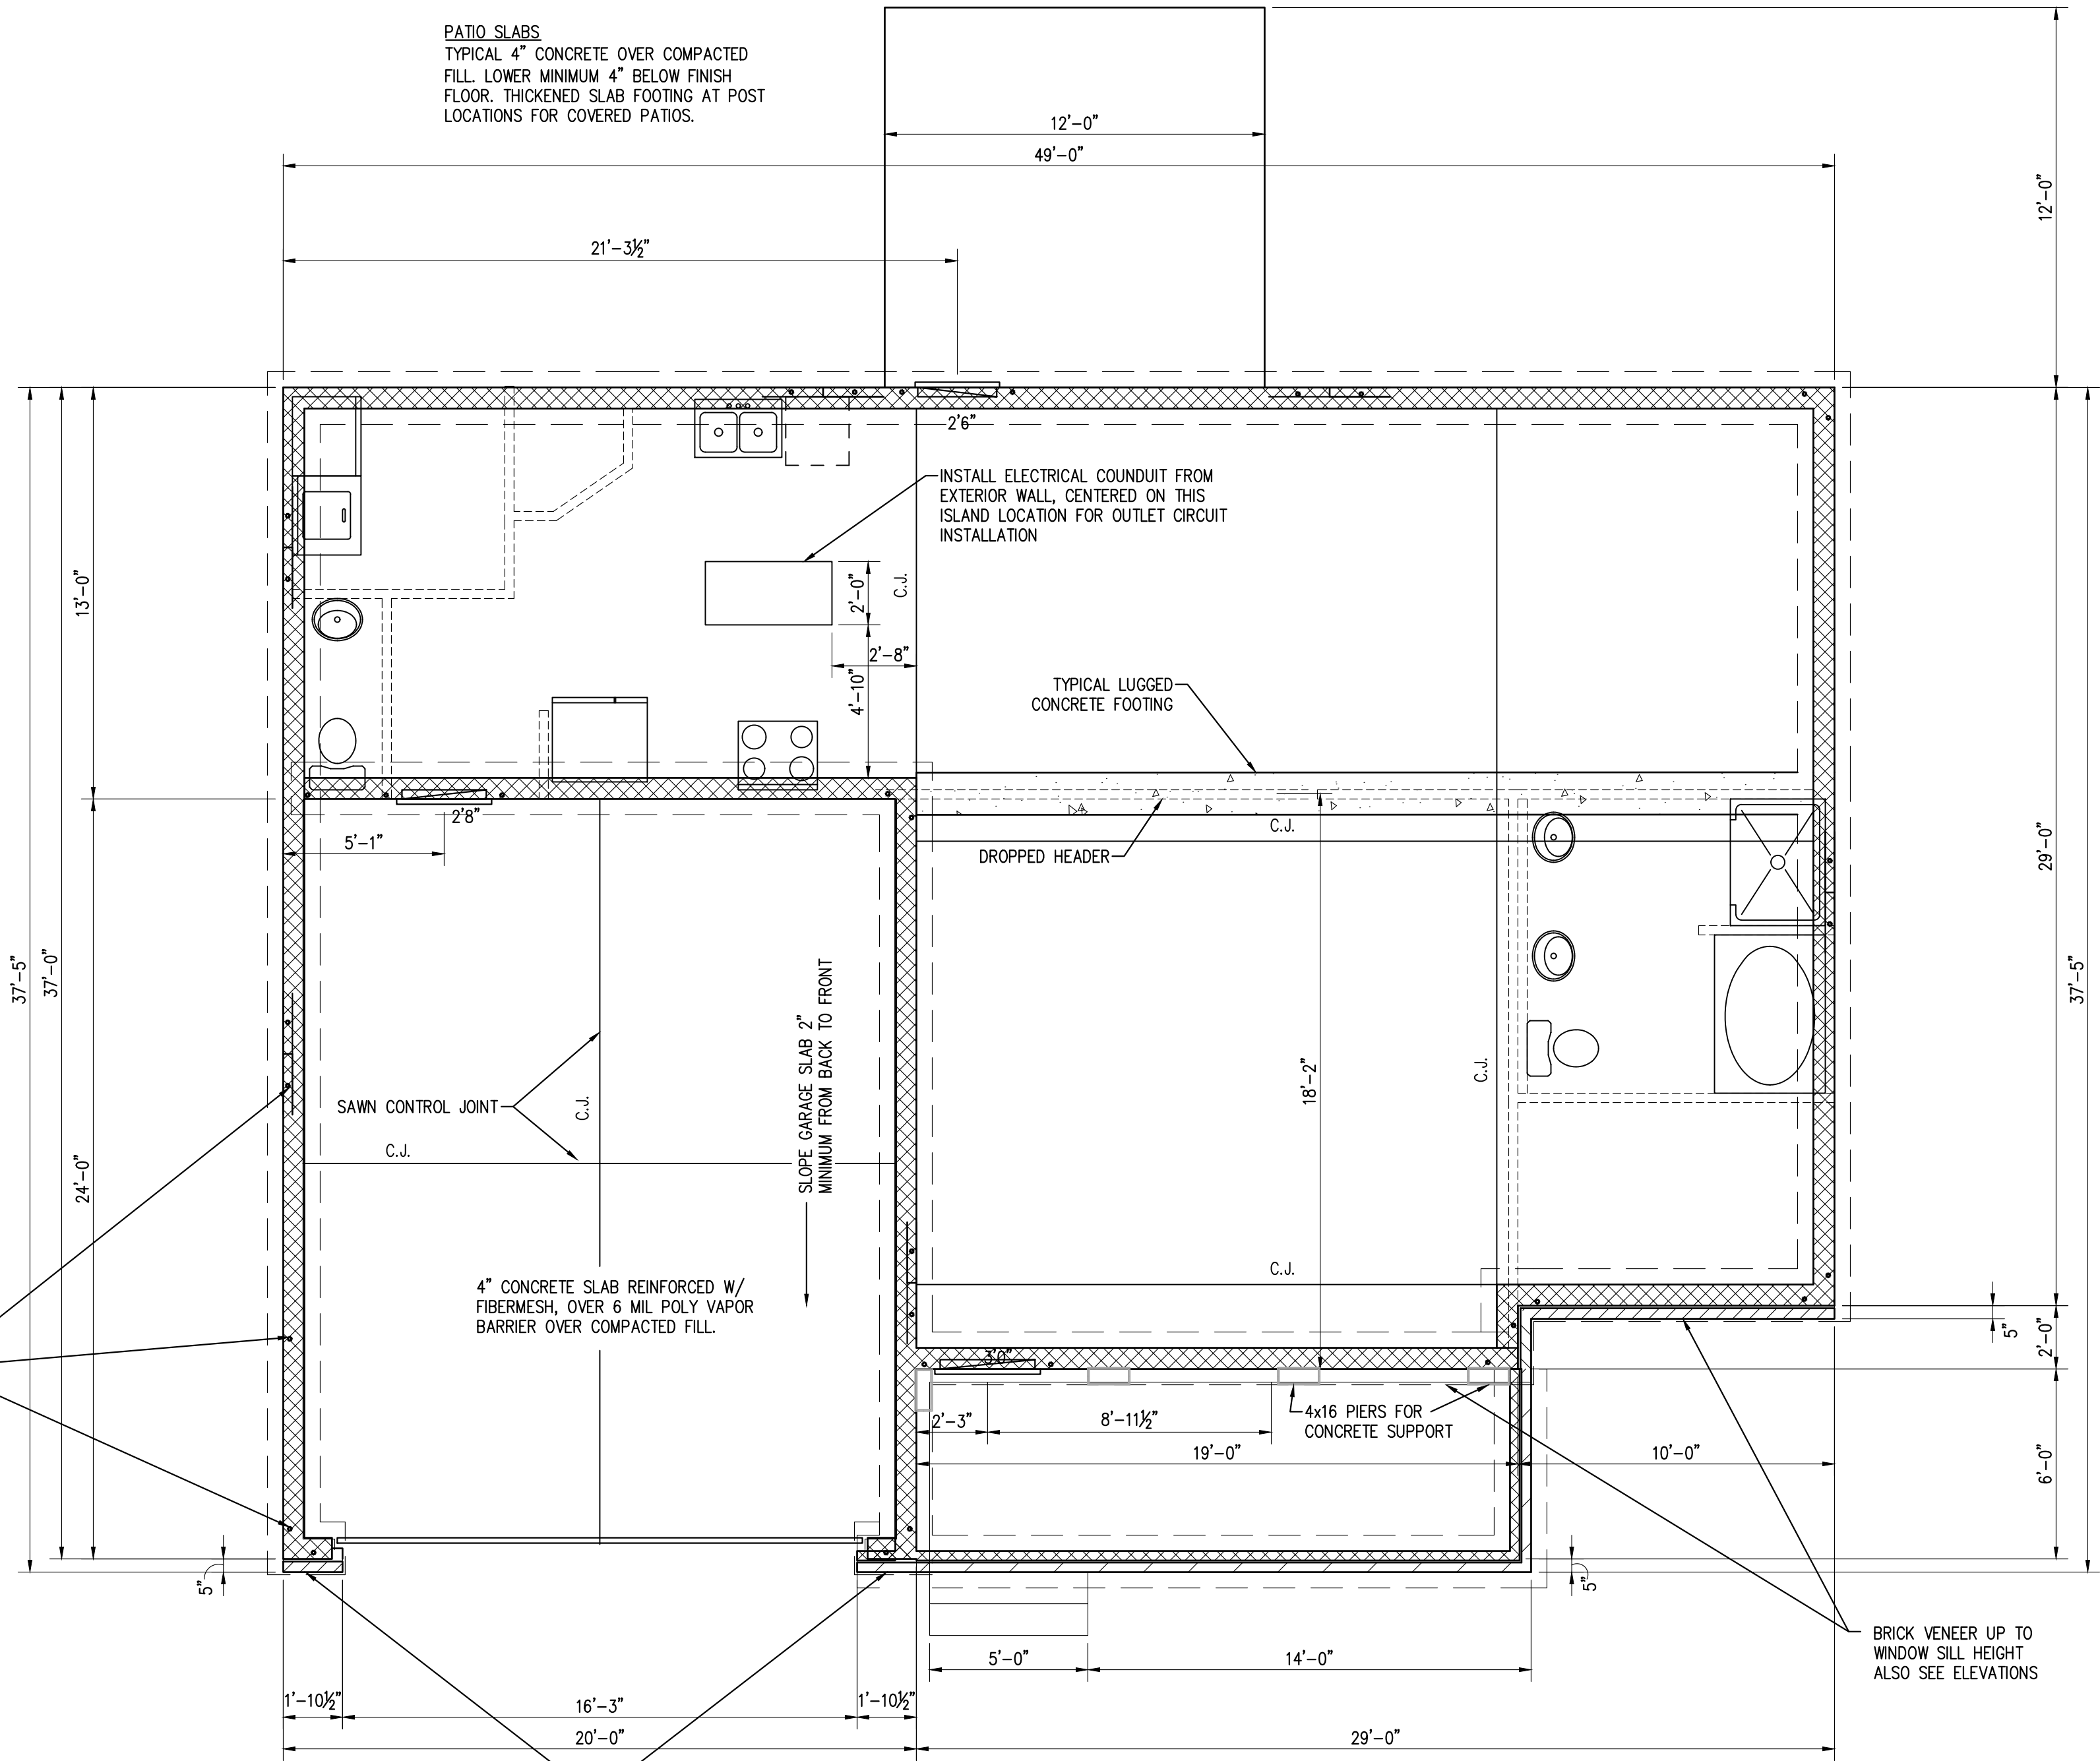 PATIO SLABS
TYPICAL 4" CONCRETE OVER COMPACTED
FILL. LOWER MINIMUM 4" BELOW FINISH
FLOOR. THICKENED SLAB FOOTING AT POST
LOCATIONS FOR COVERED PATIOS.
12'-0"
49'-0"
12'-0"
21'-3½"
2'6"
INSTALL ELECTRICAL COUNDUIT FROM
EXTERIOR WALL, CENTERED ON THIS
ISLAND LOCATION FOR OUTLET CIRCUIT
INSTALLATION
13'-0"
2'-0"
C.J.
2'-8"
4'-10"
TYPICAL LUGGED
CONCRETE FOOTING
2'8"
5'-1"
C.J.
DROPPED HEADER
29'-0"
37'-5"
37'-0"
37'-5"
SLOPE GARAGE SLAB 2"
MINIMUM FROM BACK TO FRONT
SAWN CONTROL JOINT
C.J.
C.J.
18'-2"
C.J.
24'-0"
C.J.
4" CONCRETE SLAB REINFORCED W/
FIBERMESH, OVER 6 MIL POLY VAPOR
BARRIER OVER COMPACTED FILL.
5"
2'-0"
3'0"
2'-3"
8'-11½"
4x16 PIERS FOR
CONCRETE SUPPORT
19'-0"
10'-0"
6'-0"
5"
5"
BRICK VENEER UP TO
WINDOW SILL HEIGHT
ALSO SEE ELEVATIONS
5'-0"
14'-0"
1'-10½"
16'-3"
1'-10½"
20'-0"
29'-0"